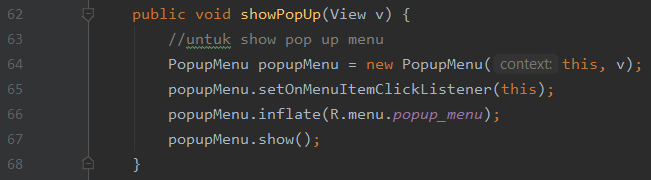 62 public void showPopUp(View v) {
63 //untuk show pop up menu
64 PopupMenu popupMenu = new PopupMenu( context: this, v);
65 popupMenu.setOnMenuItemClickListener(this);
66 popupMenu.inflate(R.menu.popup_menu);
67 popupMenu.show();
68 }